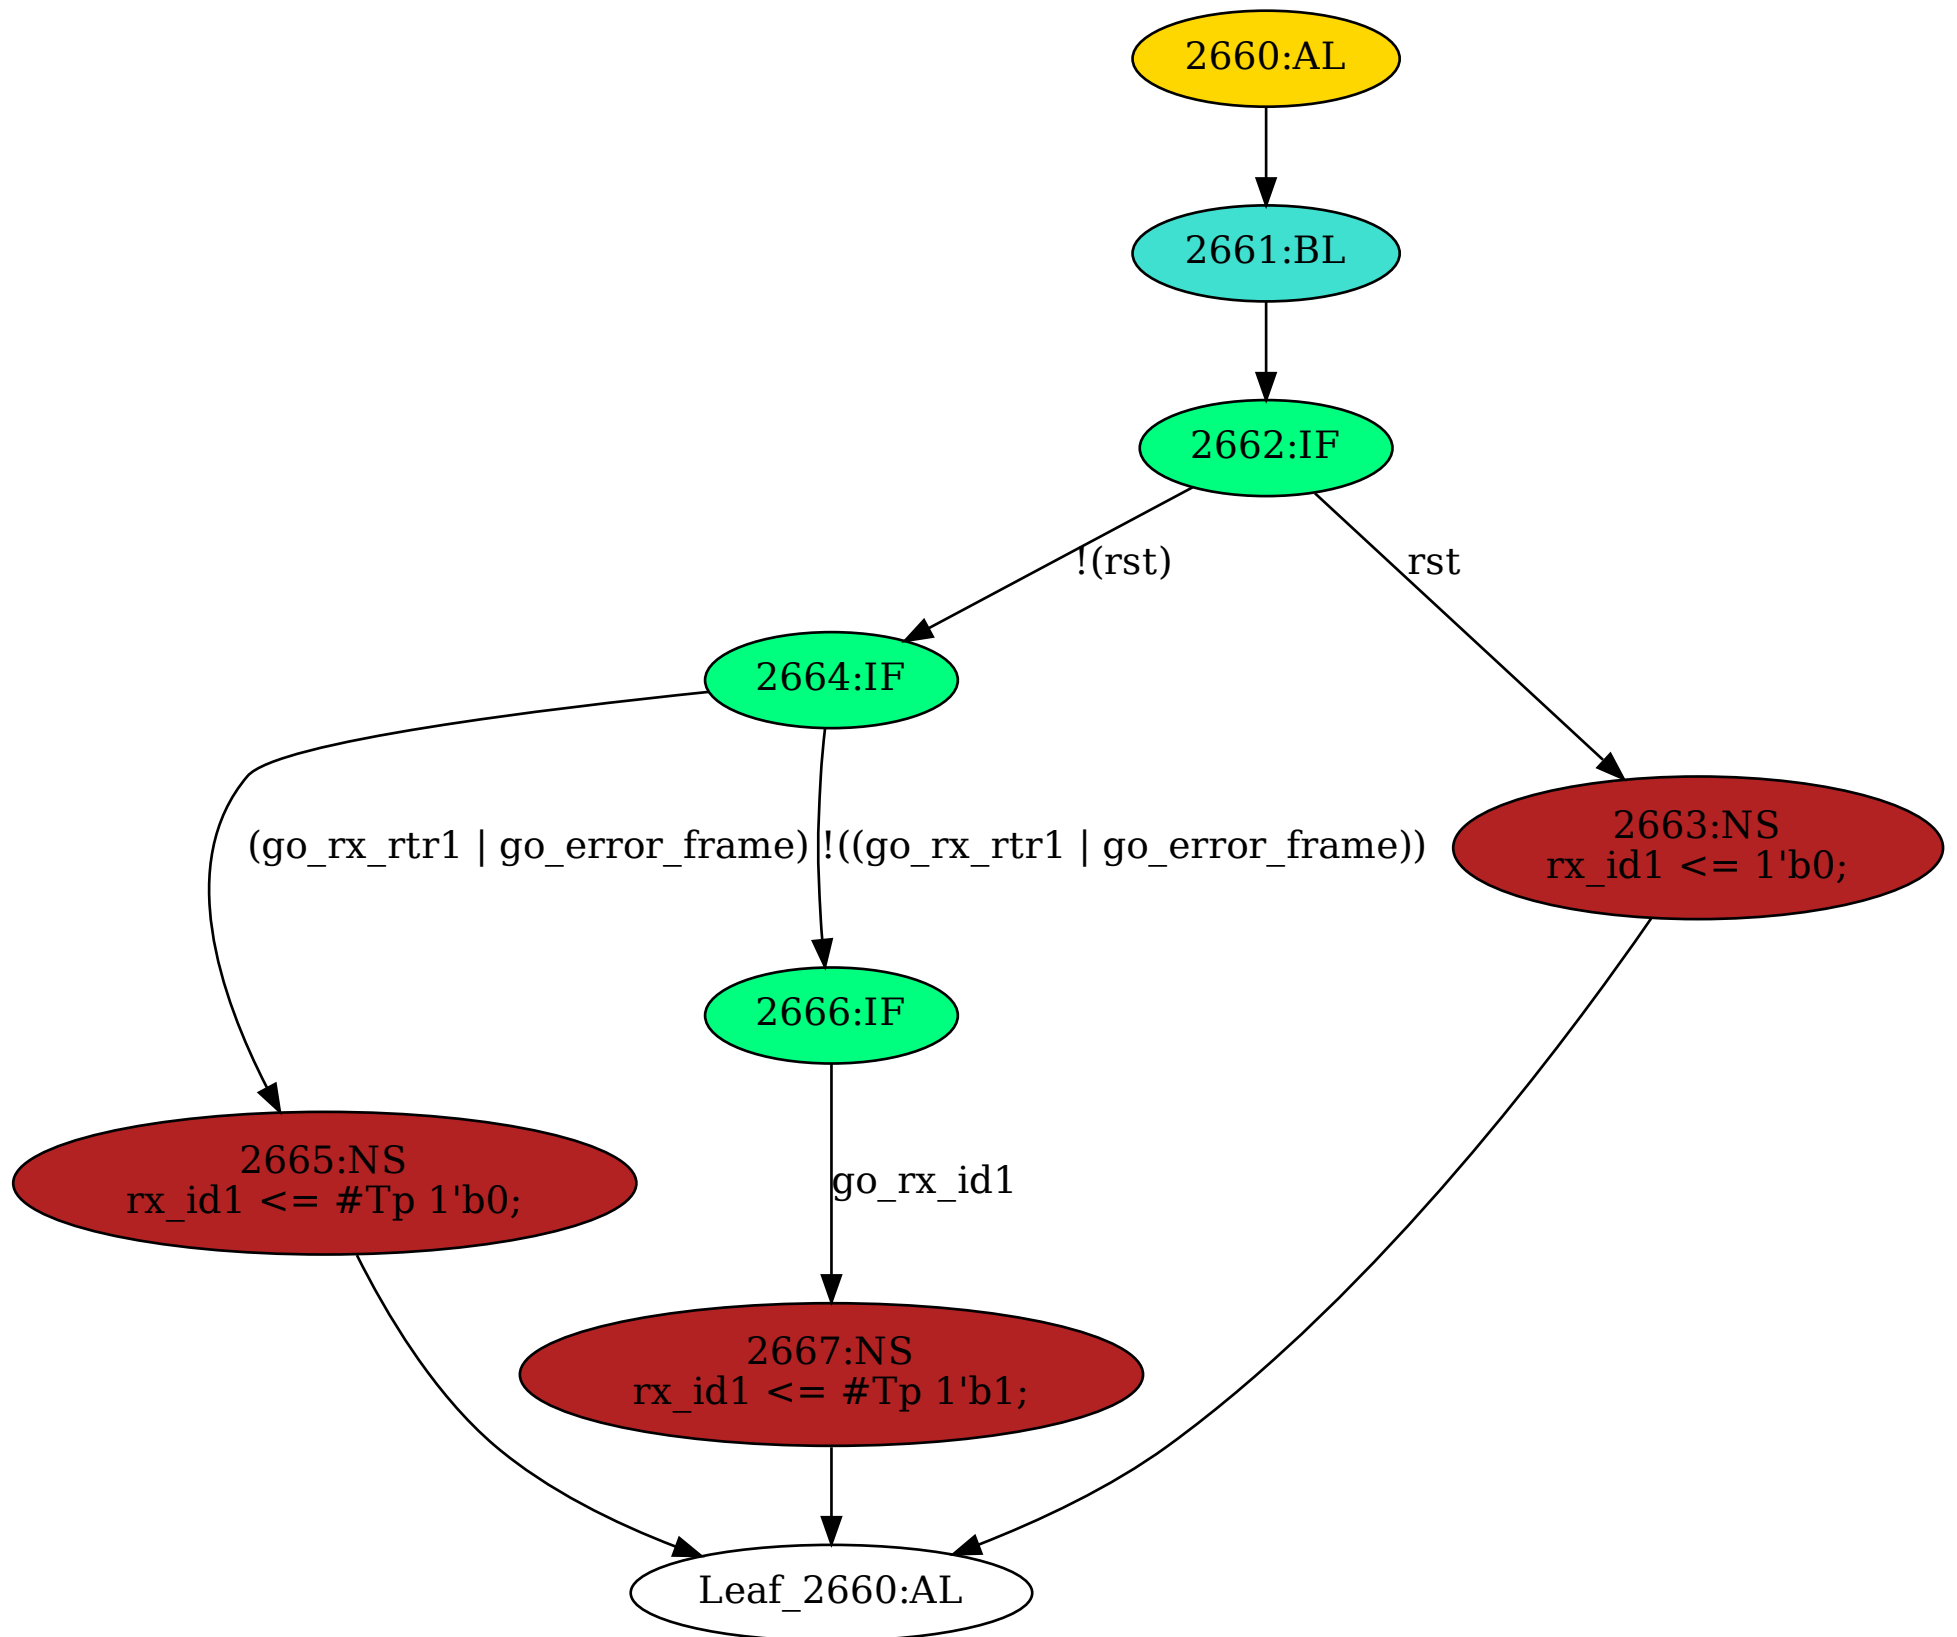 2660:AL
2661:BL
2662:IF
!(rst)
rst
2664:IF
(go_rx_rtr1 | go_error_frame)
!((go_rx_rtr1 | go_error_frame))
2663:NS
rx_id1 <= 1'b0;
2666:IF
2665:NS
rx_id1 <= #Tp 1'b0;
go_rx_id1
2667:NS
rx_id1 <= #Tp 1'b1;
Leaf_2660:AL